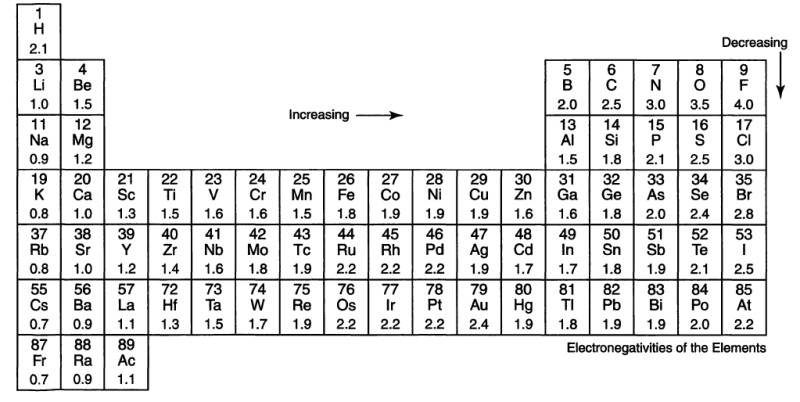 1
H
2.1
Decreasing
3 4 5 6 7 8 9
Li Be B C N O F
1.0 1.5 2.0 2.5 3.0 3.5 4.0
Increasing
11 12 13 14 15 16 17
Na Mg Al Si P S Cl
0.9 1.2 1.5 1.8 2.1 2.5 3.0
19 20 21 22 23 24 25 26 27 28 29 30 31 32 33 34 35
K Ca Sc Ti V Cr Mn Fe Co Ni Cu Zn Ga Ge As Se Br
0.8 1.0 1.3 1.5 1.6 1.6 1.5 1.8 1.9 1.9 1.9 1.6 1.6 1.8 2.0 2.4 2.8
37 38 39 40 41 42 43 44 45 46 47 48 49 50 51 52 53
Rb Sr Y Zr Nb Mo Tc Ru Rh Pd Ag Cd In Sn Sb Te I
0.8 1.0 1.2 1.4 1.6 1.8 1.9 2.2 2.2 2.2 1.9 1.7 1.7 1.8 1.9 2.1 2.5
55 56 57 72 73 74 75 76 77 78 79 80 81 82 83 84 85
Cs Ba La Hf Ta W Re Os Ir Pt Au Hg Tl Pb Bi Po At
0.7 0.9 1.1 1.3 1.5 1.7 1.9 2.2 2.2 2.2 2.4 1.9 1.8 1.9 1.9 2.0 2.2
87 88 89
Fr Ra Ac
0.7 0.9 1.1
Electronegativities of the Elements